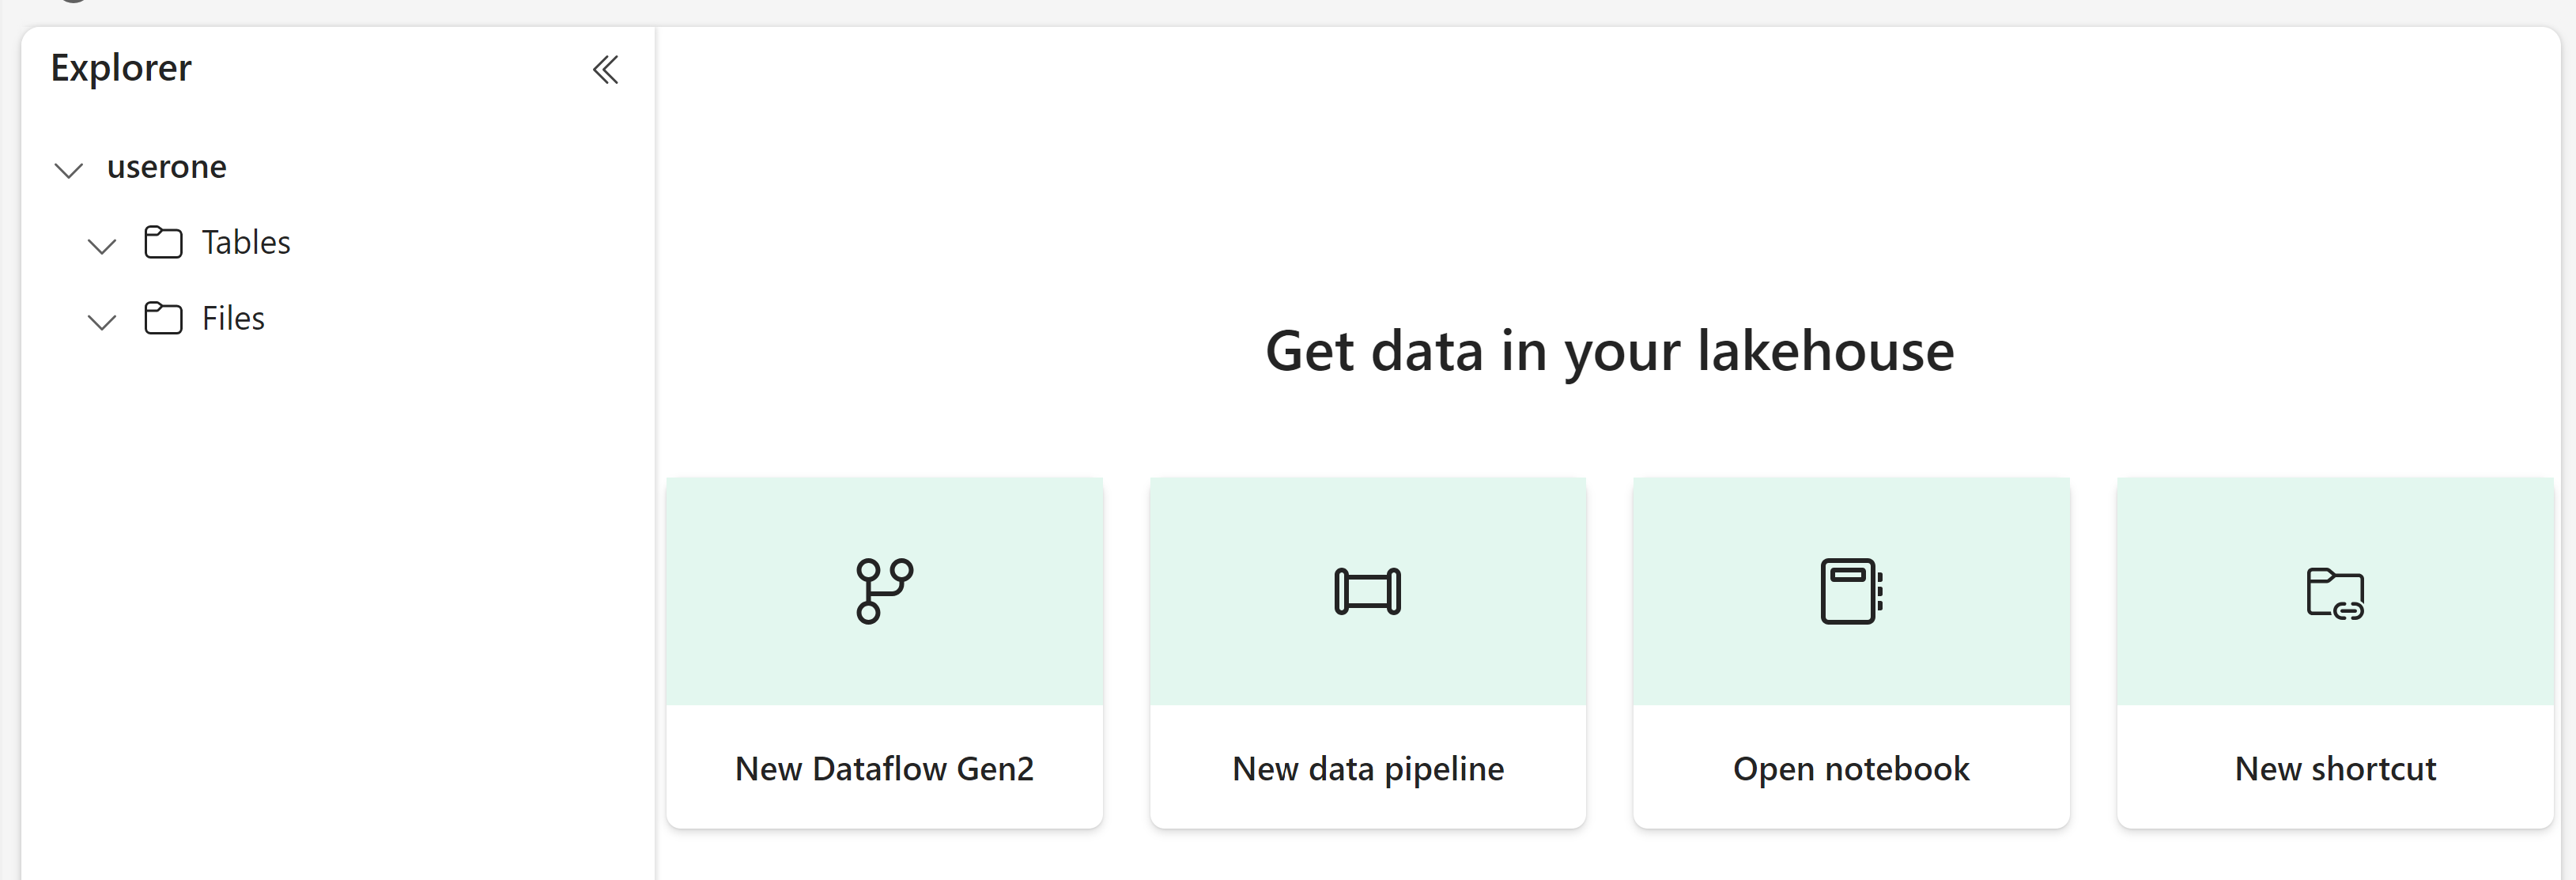 Explorer
userone
Tables
Files
Get data in your lakehouse
New Dataflow Gen2
New data pipeline
Open notebook
New shortcut